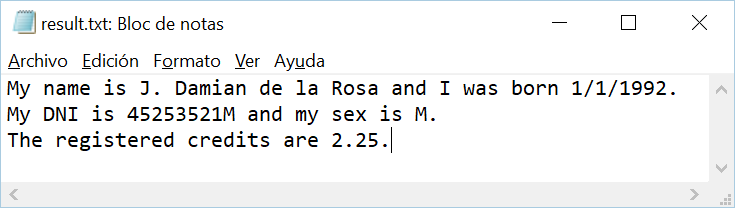 result.txt: Bloc de notas
Archivo Edición Formato Ver Ayuda
My name is J. Damian de la Rosa and I was born 1/1/1992.
My DNI is 45253521M and my sex is M.
The registered credits are 2.25.